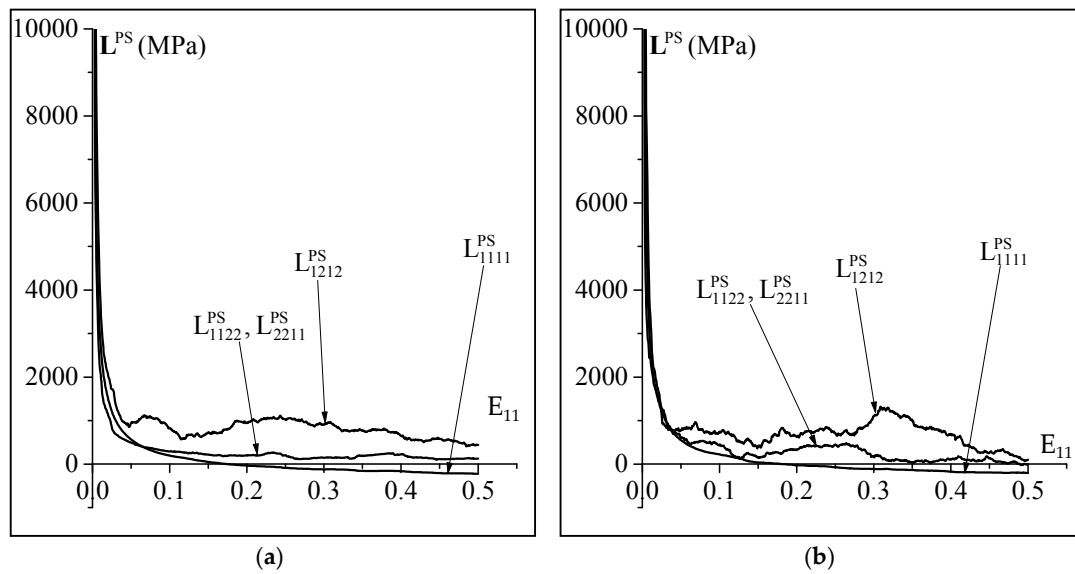 10000
L^PS (MPa)
8000
6000
4000
2000
0
L^PS_1111
L^PS_1212
L^PS_1122, L^PS_2211
E_11
0.0 0.1 0.2 0.3 0.4 0.5
(a)
10000
L^PS (MPa)
8000
6000
4000
2000
0
L^PS_1111
L^PS_1212
L^PS_1122, L^PS_2211
E_11
0.0 0.1 0.2 0.3 0.4 0.5
(b)